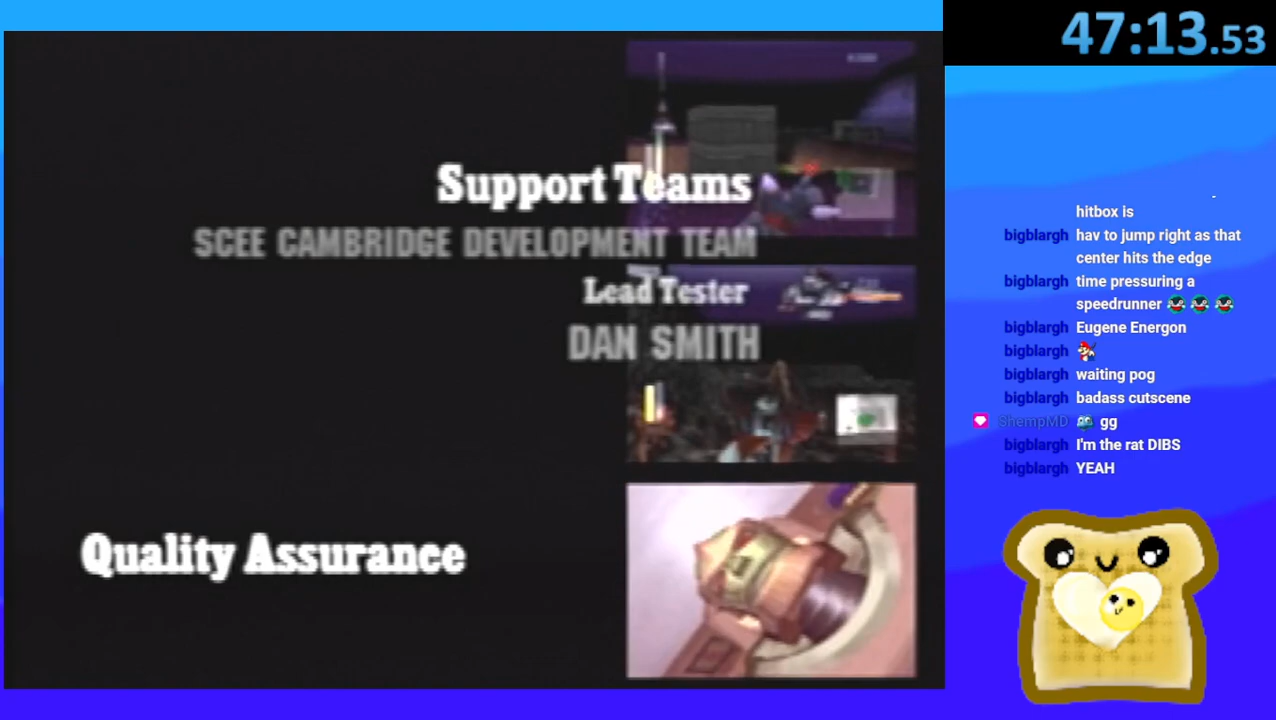 47:13.53
Support Teams
SCEE CAMBRIDGE DEVELOPMENT TEAM
Lead Tester
DAN SMITH
Quality Assurance
hitbox is
bigblargh hav to jump right as that
center hits the edge
bigblargh time pressuring a
speedrunner
bigblargh Eugene Energon
bigblargh
bigblargh waiting pog
bigblargh badass cutscene
ShempMD gg
bigblargh I'm the rat DIBS
bigblargh YEAH